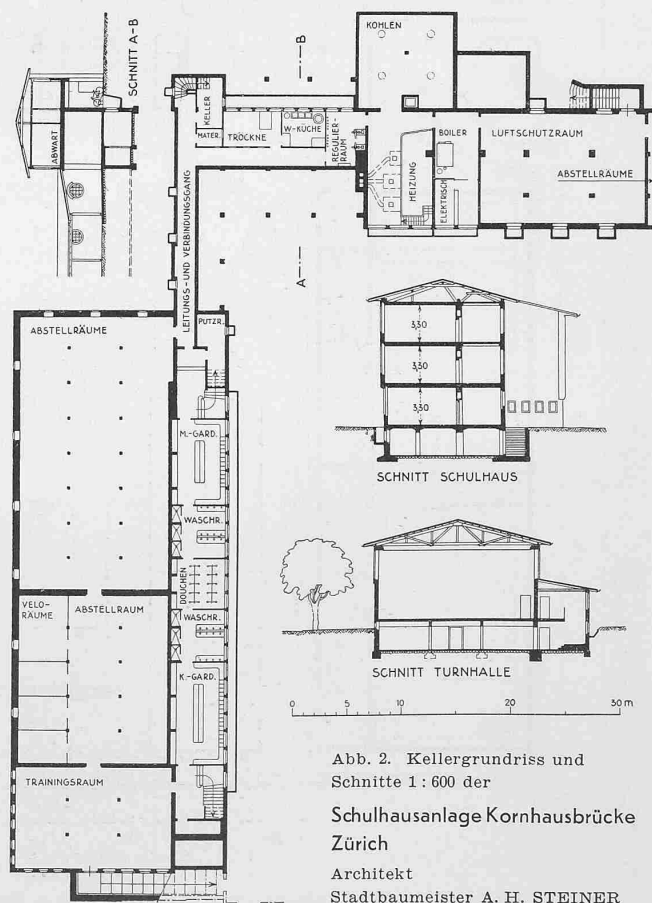 SCHNITT A-B
ABWART
B
A
KOHLEN
KELLER
MATER.
TRÖCKNE
W-KÜCHE
REGULIER-
RAUM
HEIZUNG
BOILER
ELEKTRISCH
LUFTSCHUTZRAUM
ABSTELLRÄUME
LEITUNGS- UND VERBINDUNGSGANG
ABSTELLRÄUME
PUTZR.
M.-GARD.
WASCHR.
DOUCHEN
WASCHR.
K.-GARD.
VELO-
RÄUME
ABSTELLRAUM
TRAININGSRAUM
3.30
3.30
3.30
SCHNITT SCHULHAUS
SCHNITT TURNHALLE
0 5 10 20 30 m
Abb. 2. Kellergrundriss und
Schnitte 1 : 600 der
Schulhausanlage Kornhausbrücke
Zürich
Architekt
Stadtbaumeister A. H. STEINER